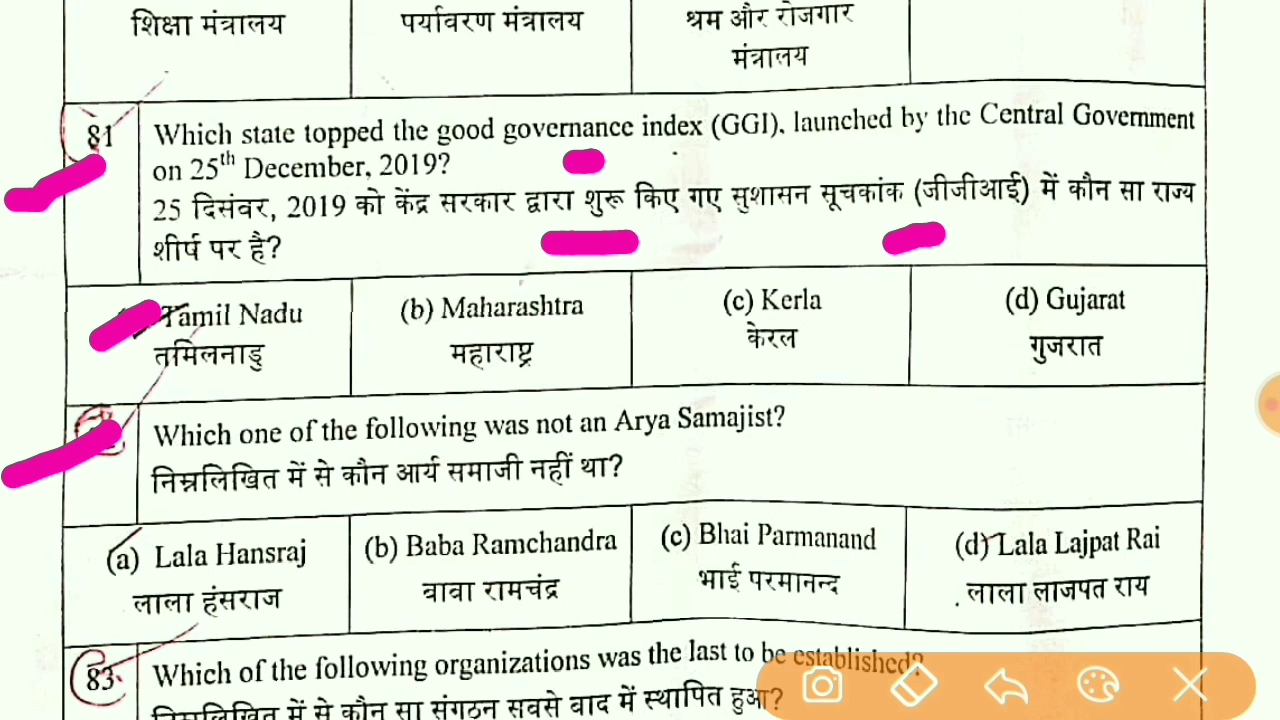 शिक्षा मंत्रालय
पर्यावरण मंत्रालय
श्रम और रोजगार
मंत्रालय
81
Which state topped the good governance index (GGI), launched by the Central Government
on 25th December, 2019?
25 दिसंवर, 2019 को केंद्र सरकार द्वारा शुरू किए गए सुशासन सूचकांक (जीजीआई) में कौन सा राज्य
शीर्ष पर है?
Tamil Nadu
तमिलनाडु
(b) Maharashtra
महाराष्ट्र
(c) Kerla
केरल
(d) Gujarat
गुजरात
Which one of the following was not an Arya Samajist?
निम्नलिखित में से कौन आर्य समाजी नहीं था?
(a) Lala Hansraj
लाला हंसराज
(b) Baba Ramchandra
वावा रामचंद्र
(c) Bhai Parmanand
भाई परमानन्द
(d) Lala Lajpat Rai
लाला लाजपत राय
83
Which of the following organizations was the last to be established?
निम्नलिखित में से कौन सा संगठन सबसे वाद में स्थापित हुआ?